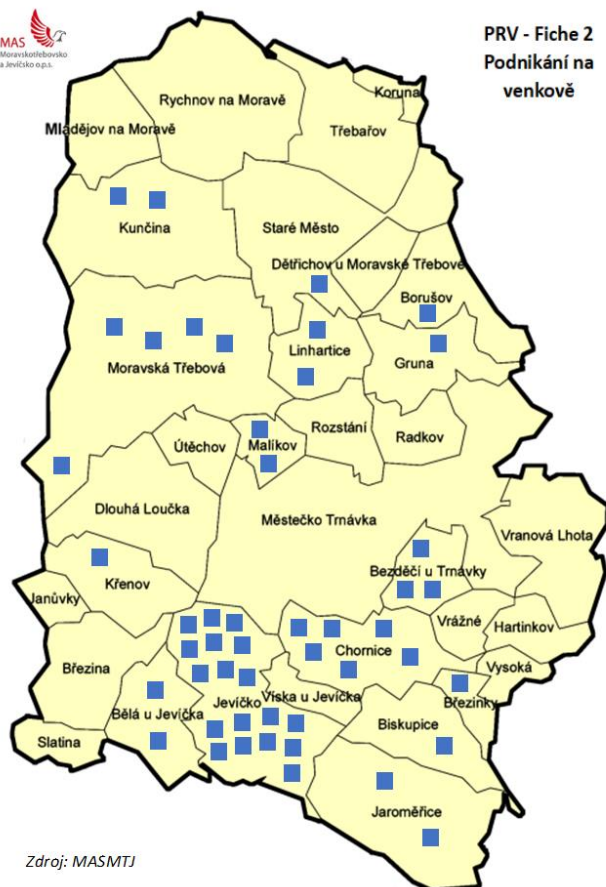 MAS
Moravskotřebovsko
a Jevíčsko o.p.s.
PRV - Fiche 2
Podnikání na
venkově
Koruna
Rychnov na Moravě
Mladějov na Moravě
Třebařov
Kunčina
Staré Město
Dětřichov u Moravské Třebové
Borušov
Linhartice
Gruna
Moravská Třebová
Rozstání
Radkov
Útěchov
Malíkov
Dlouhá Loučka
Městečko Trnávka
Vranová Lhota
Bezděčí u Trnávky
Křenov
Janůvky
Vrážné
Hartinkov
Chornice
Březina
Vysoká
Víska u Jevíčka
Březinky
Jevíčko
Bělá u Jevíčka
Biskupice
Slatina
Jaroměřice
Zdroj: MASMTJ